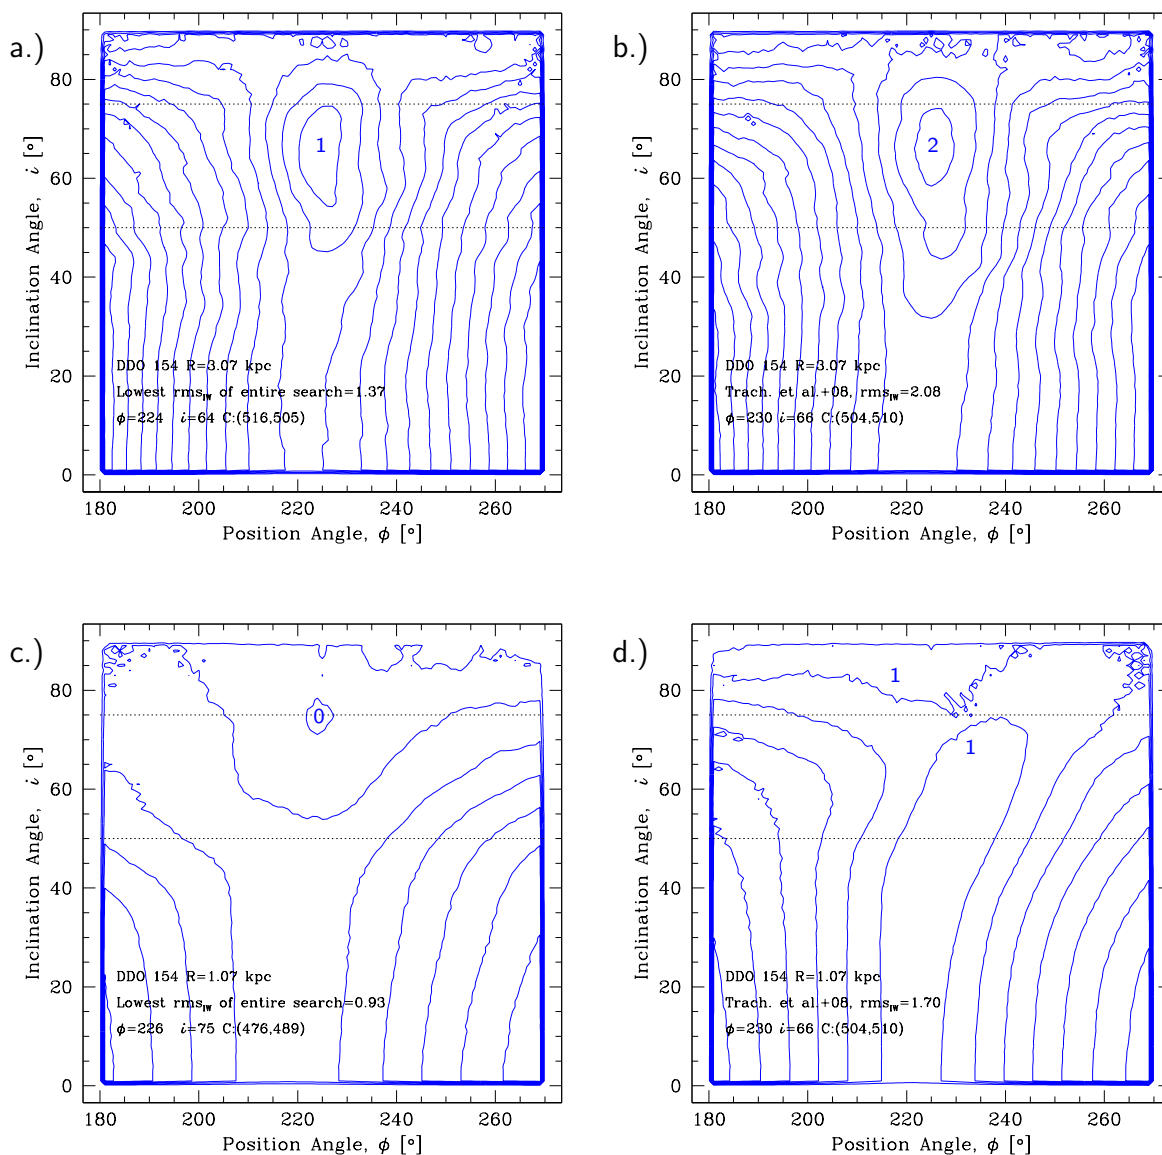 a.)
80
60
40
20
0
Inclination Angle, i [°]
1
DDO 154 R=3.07 kpc
Lowest rms_IW of entire search=1.37
ϕ=224 i=64 C:(516,505)
180 200 220 240 260
Position Angle, ϕ [°]
b.)
80
60
40
20
0
Inclination Angle, i [°]
2
DDO 154 R=3.07 kpc
Trach. et al.+08, rms_IW=2.08
ϕ=230 i=66 C:(504,510)
180 200 220 240 260
Position Angle, ϕ [°]
c.)
80
60
40
20
0
Inclination Angle, i [°]
0
DDO 154 R=1.07 kpc
Lowest rms_IW of entire search=0.93
ϕ=226 i=75 C:(476,489)
180 200 220 240 260
Position Angle, ϕ [°]
d.)
80
60
40
20
0
Inclination Angle, i [°]
1
1
DDO 154 R=1.07 kpc
Trach. et al.+08, rms_IW=1.70
ϕ=230 i=66 C:(504,510)
180 200 220 240 260
Position Angle, ϕ [°]